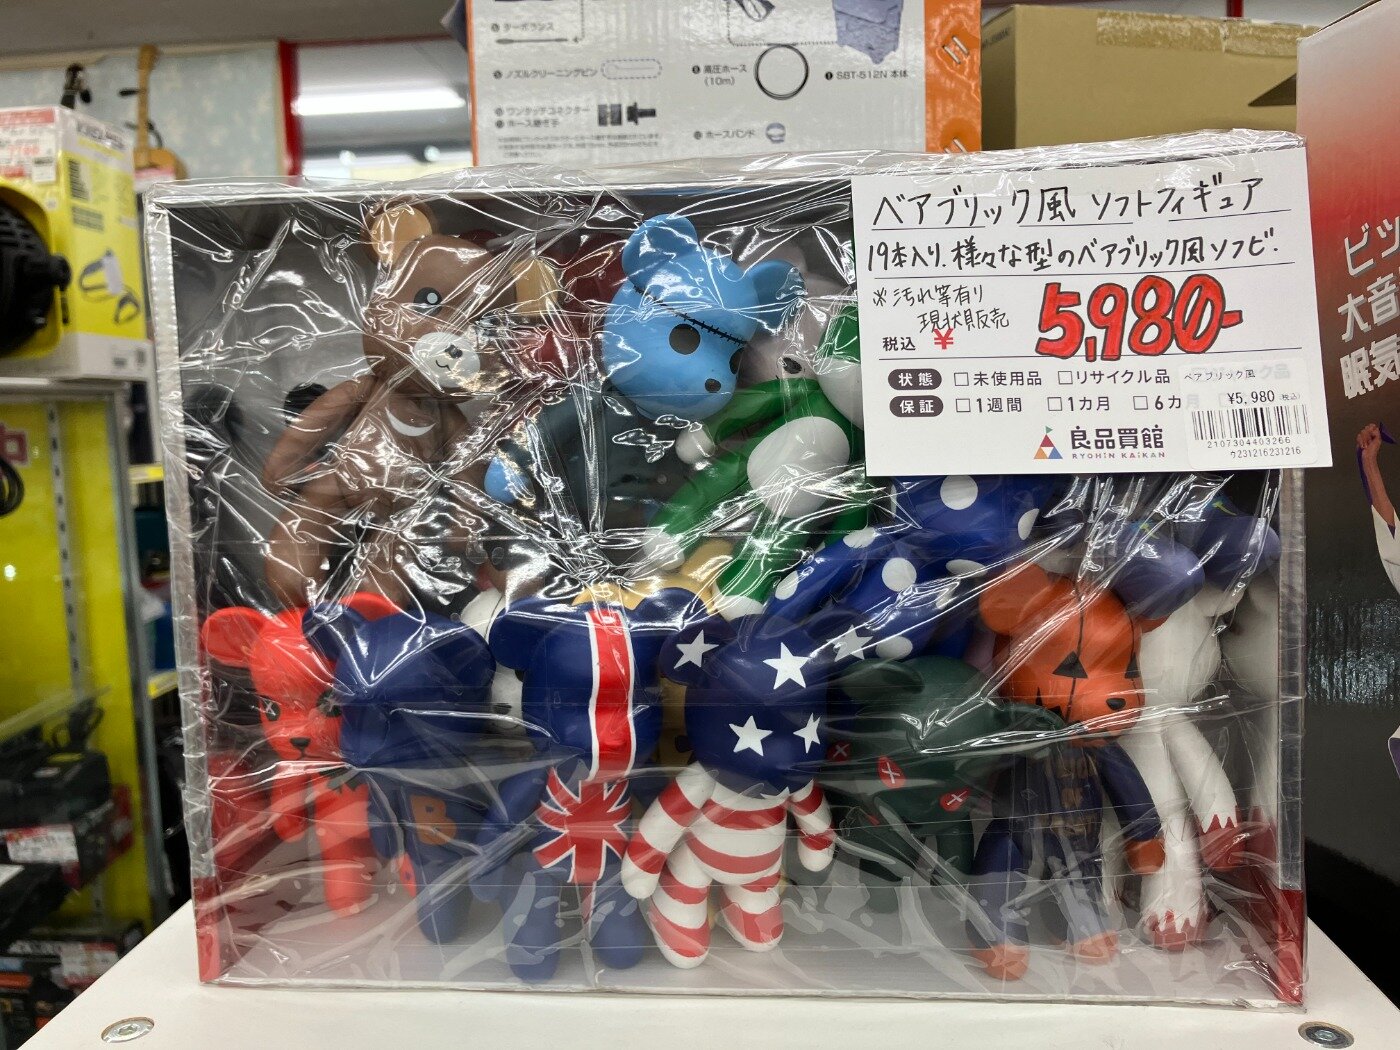 ターボランス
ノズルクリーニングピン
高圧ホース
(10m)
SBT-512N 本体
ワンタッチコネクター
ホース継ぎ手
ホースバンド
ベアブリック風 ソフトフィギュア
19本入り、様々な型のベアブリック風ソフビ.
※汚れ等有り
現状販売
税込 ¥ 5,980-
状態 □未使用品 □リサイクル品
保証 □1週間 □1カ月 □6カ月
良品買館
RYOHIN KAIKAN
ベアブリック風
¥5,980 (税込)
2107304403266
ウ231216231216
B
ビッ
大音
眠気